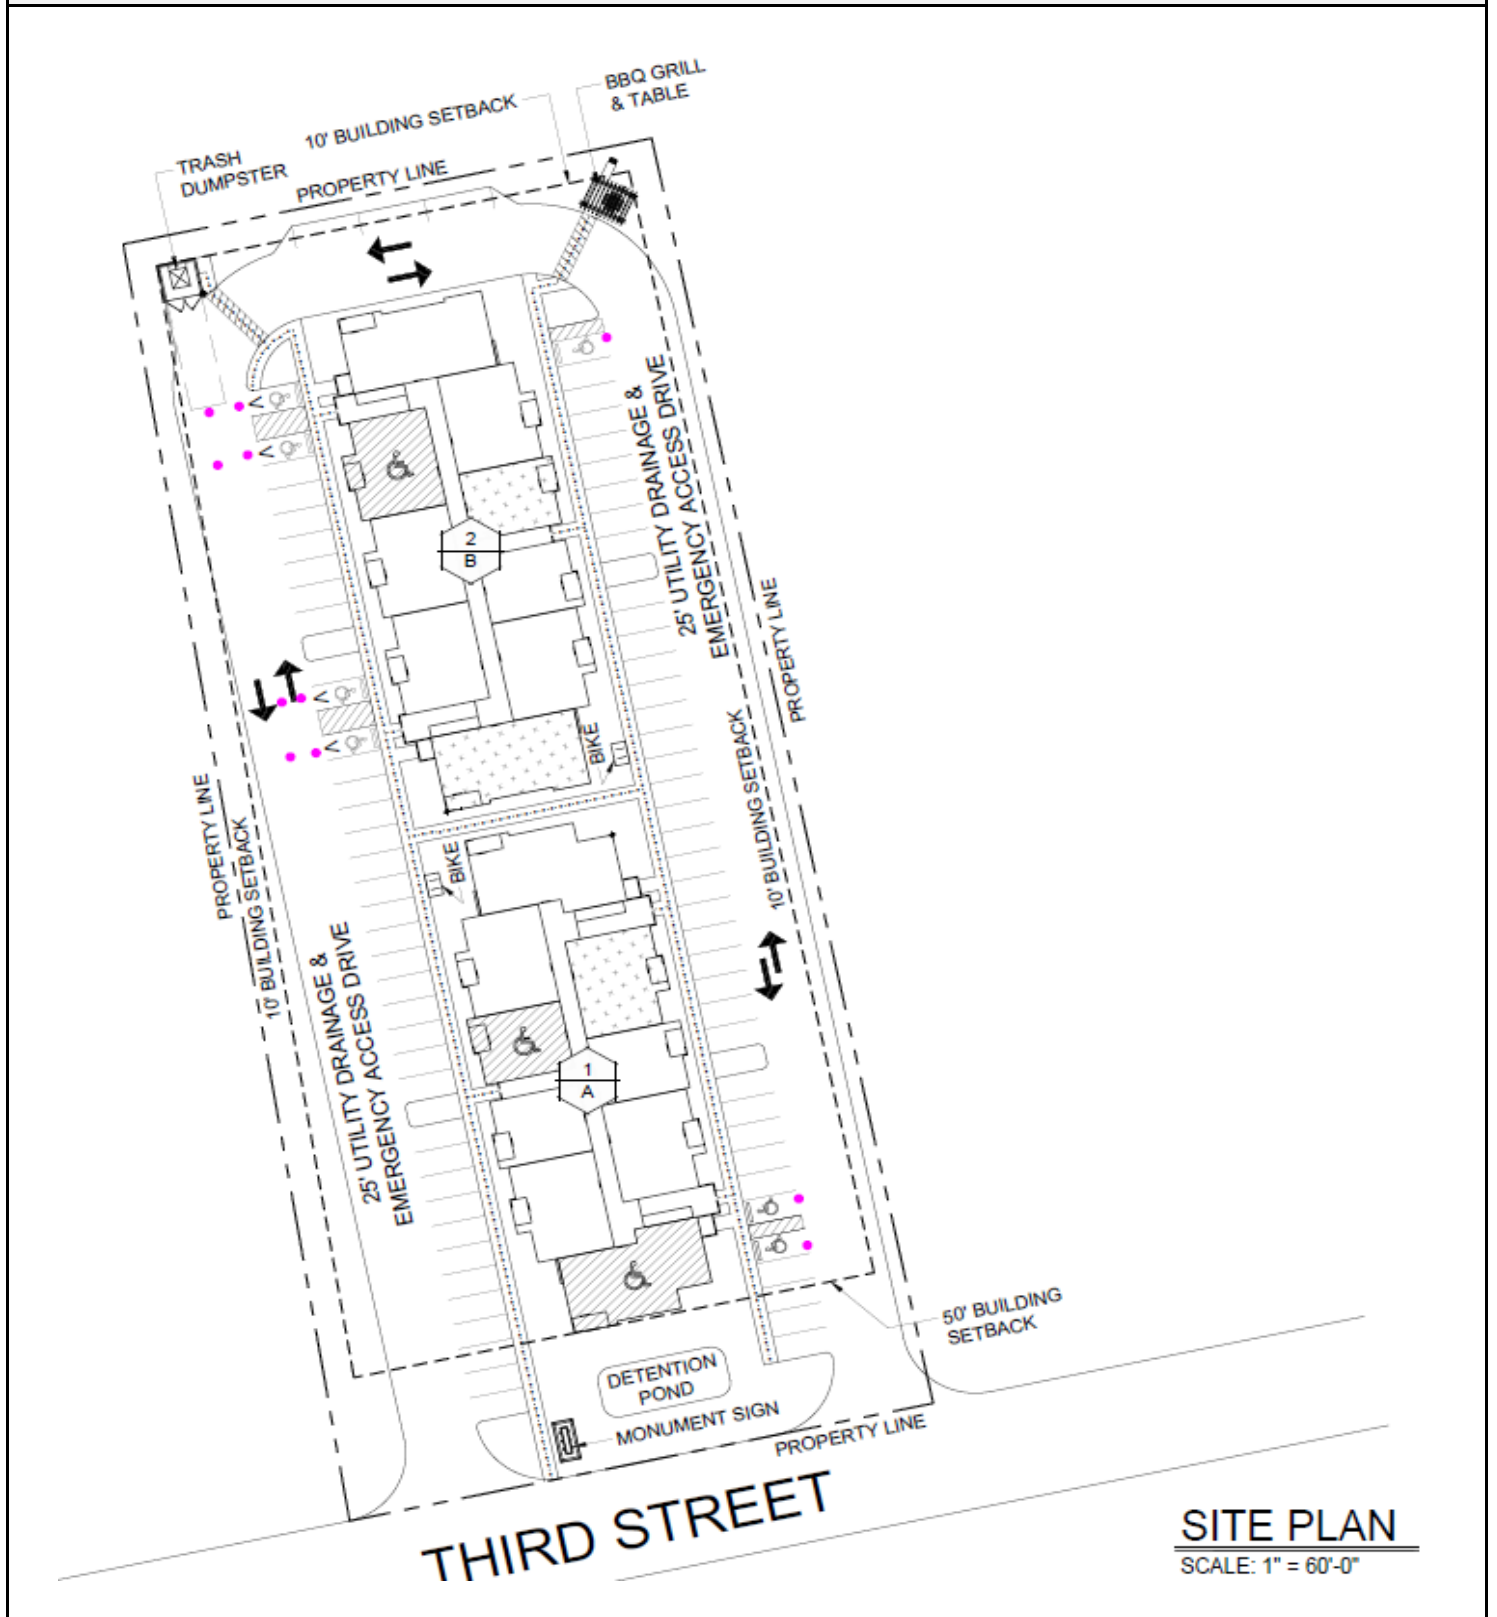 BBQ GRILL
& TABLE
10' BUILDING SETBACK
TRASH
DUMPSTER
PROPERTY LINE
V
V
25' UTILITY DRAINAGE &
EMERGENCY ACCESS DRIVE
2
B
PROPERTY LINE
V
V
BIKE
10' BUILDING SETBACK
PROPERTY LINE
10' BUILDING SETBACK
BIKE
25' UTILITY DRAINAGE &
EMERGENCY ACCESS DRIVE
1
A
50' BUILDING
SETBACK
DETENTION
POND
MONUMENT SIGN
PROPERTY LINE
THIRD STREET
SITE PLAN
SCALE: 1" = 60'-0"